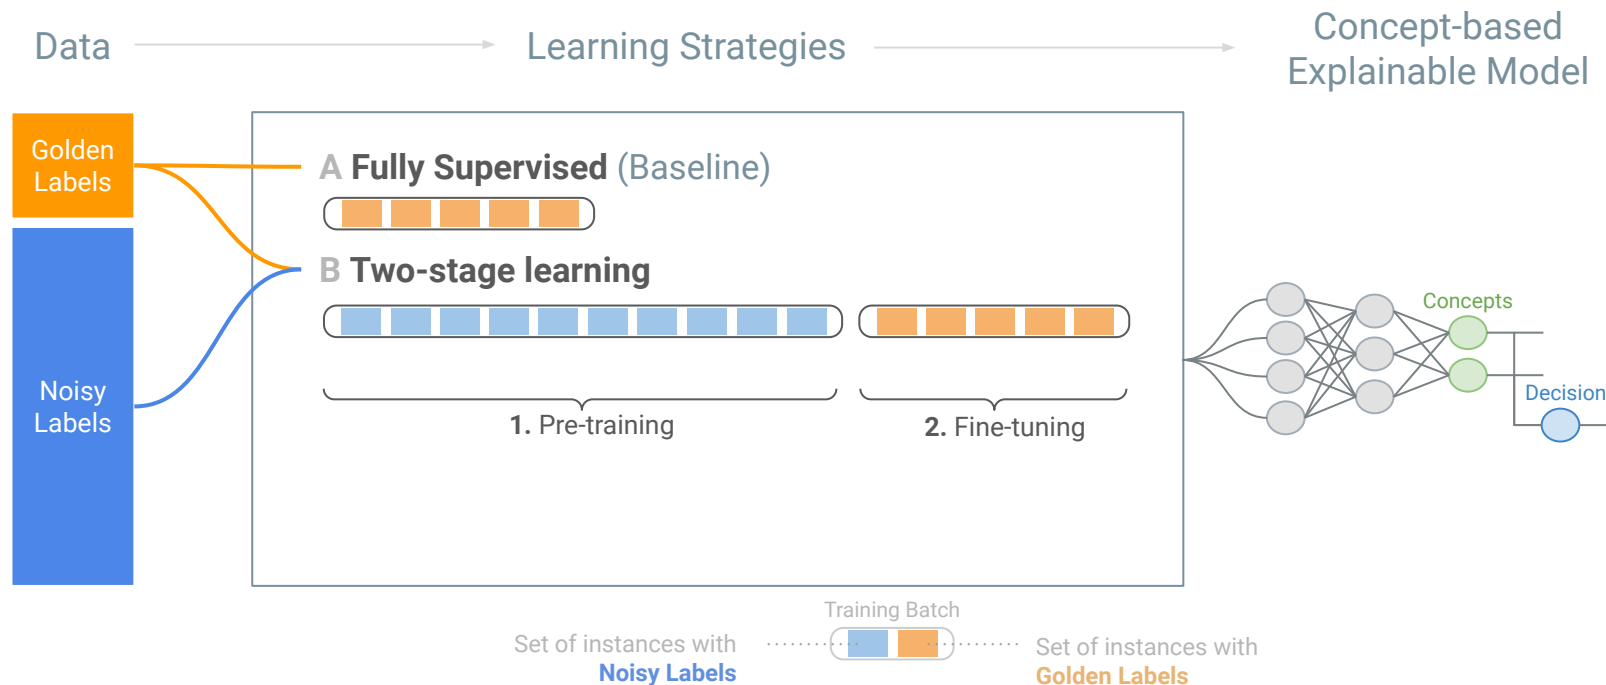 Data
Learning Strategies
Concept-based
Explainable Model
Golden
Labels
Noisy
Labels
A Fully Supervised (Baseline)
B Two-stage learning
1. Pre-training
2. Fine-tuning
Concepts
Decision
Training Batch
Set of instances with
Noisy Labels
Set of instances with
Golden Labels